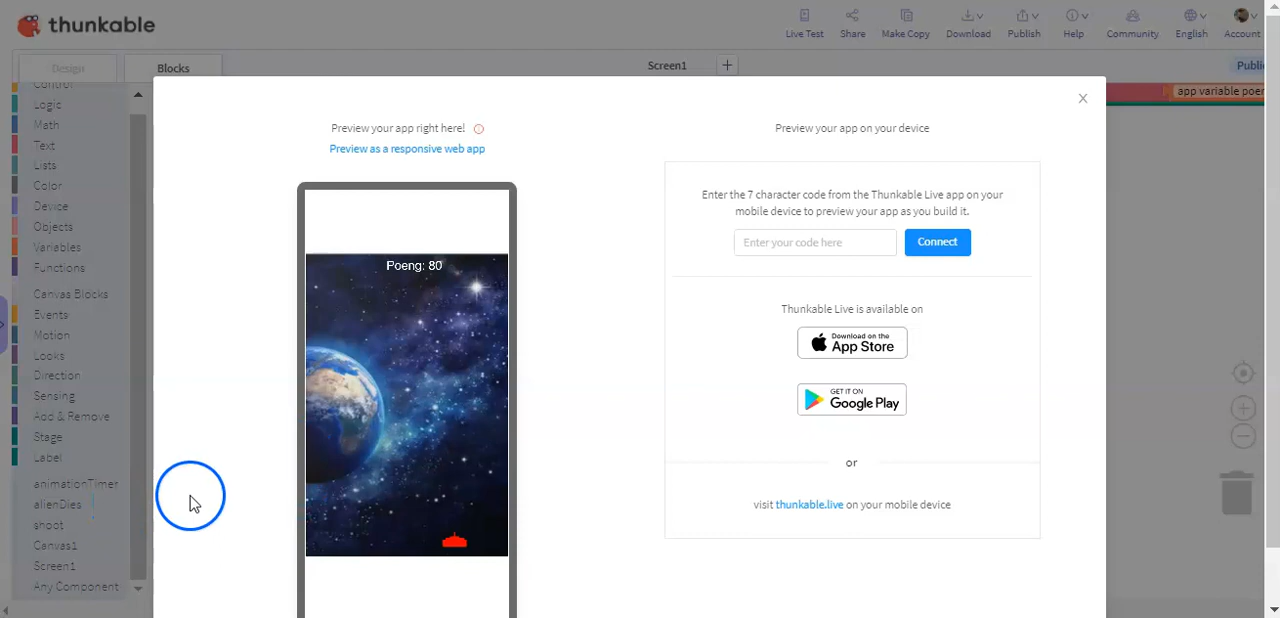 thunkable
Live Test
Share
Make Copy
Download
Publish
Help
Community
English
Account
Design
Blocks
Screen1
Public
Control
Logic
Math
Text
Lists
Color
Device
Objects
Variables
Functions
Canvas Blocks
Events
Motion
Looks
Direction
Sensing
Add & Remove
Stage
Label
animationTimer
alienDies
shoot
Canvas1
Screen1
Any Component
app variable poen
Preview your app right here!
Preview as a responsive web app
Poeng: 80
Preview your app on your device
Enter the 7 character code from the Thunkable Live app on your
mobile device to preview your app as you build it.
Enter your code here
Connect
Thunkable Live is available on
Download on the
App Store
GET IT ON
Google Play
or
visit thunkable.live on your mobile device